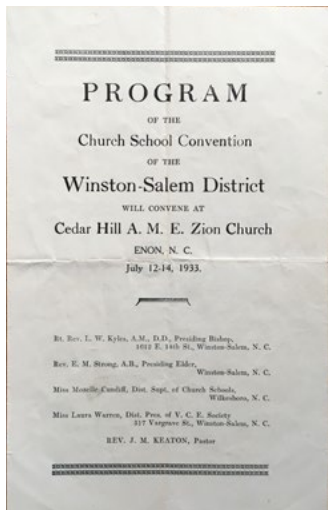 PROGRAM
OF THE
Church School Convention
OF THE
Winston-Salem District
WILL CONVENE AT
Cedar Hill A. M. E. Zion Church
ENON, N. C.
July 12-14, 1933.
Rt. Rev. L. W. Kyles, A.M., D.D., Presiding Bishop,
1612 E. 14th St., Winston-Salem, N. C.
Rev. E. M. Strong, A.B., Presiding Elder,
Winston-Salem, N. C.
Miss Mozelle Cundiff, Dist. Supt. of Church Schools,
Wilkesboro, N. C.
Miss Laura Warren, Dist. Pres. of V. C. E. Society
317 Vargrave St., Winston-Salem, N. C.
REV. J. M. KEATON, Pastor